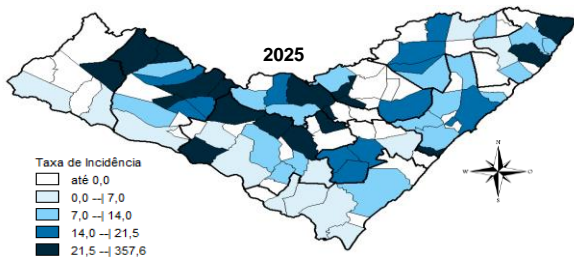 2025
Taxa de Incidência
até 0,0
0,0 --| 7,0
7,0 --| 14,0
14,0 --| 21,5
21,5 --| 357,6
N
W
O
S